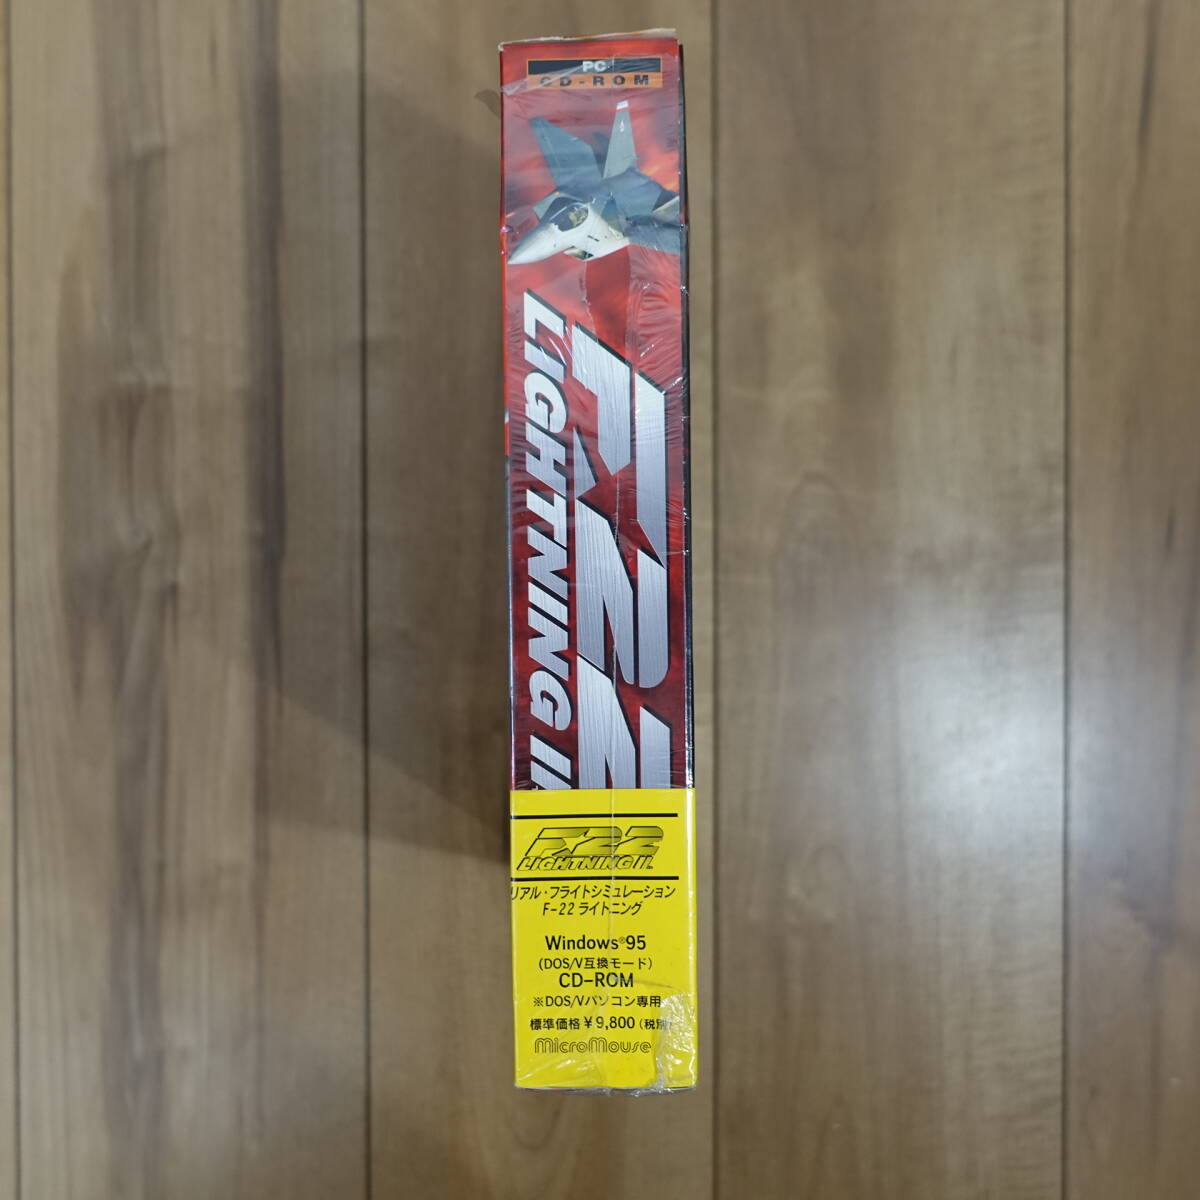 PC
CD-ROM
F22
LIGHTNING II
F22
LIGHTNING II
リアル・フライトシミュレーション
F-22 ライトニング
Windows®95
(DOS/V互換モード)
CD-ROM
※DOS/Vパソコン専用
標準価格￥9,800(税別
MicroMouse